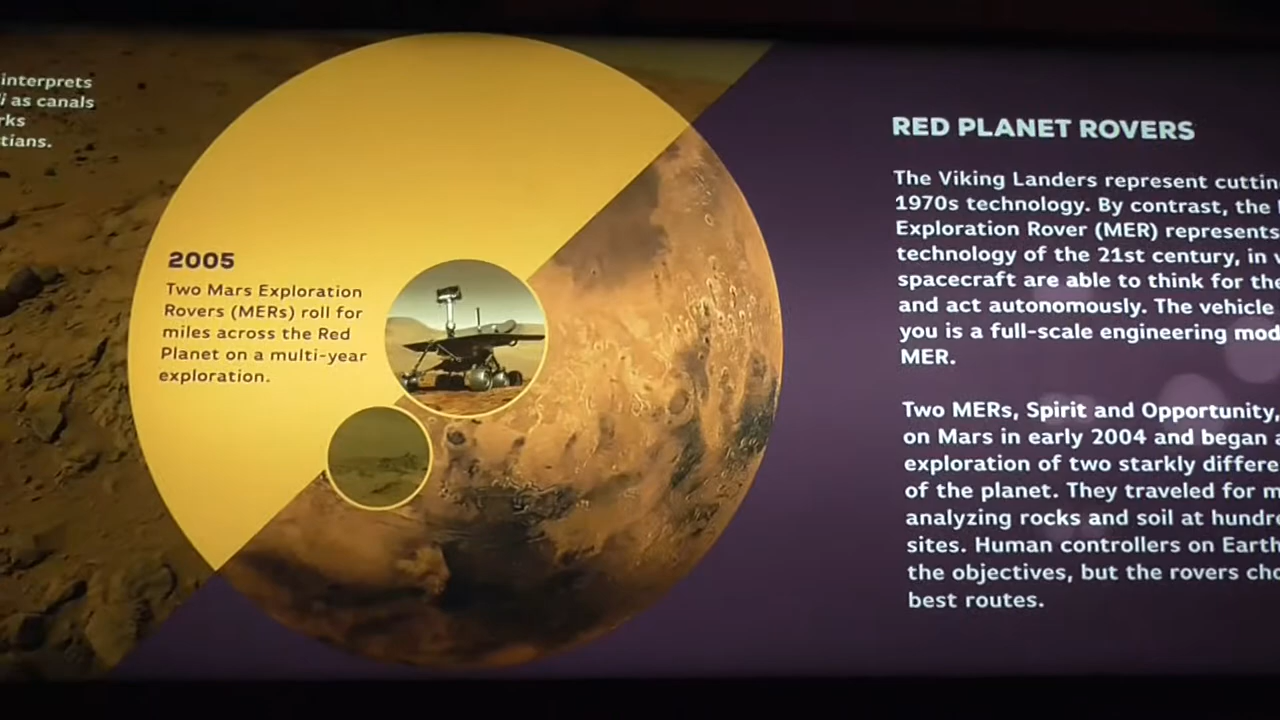 interprets
i as canals
rks
tians.
2005
Two Mars Exploration
Rovers (MERs) roll for
miles across the Red
Planet on a multi-year
exploration.
RED PLANET ROVERS
The Viking Landers represent cuttin
1970s technology. By contrast, the
Exploration Rover (MER) represents
technology of the 21st century, in
spacecraft are able to think for the
and act autonomously. The vehicle
you is a full-scale engineering mod
MER.
Two MERs, Spirit and Opportunity,
on Mars in early 2004 and began a
exploration of two starkly differe
of the planet. They traveled for m
analyzing rocks and soil at hundre
sites. Human controllers on Earth
the objectives, but the rovers cho
best routes.